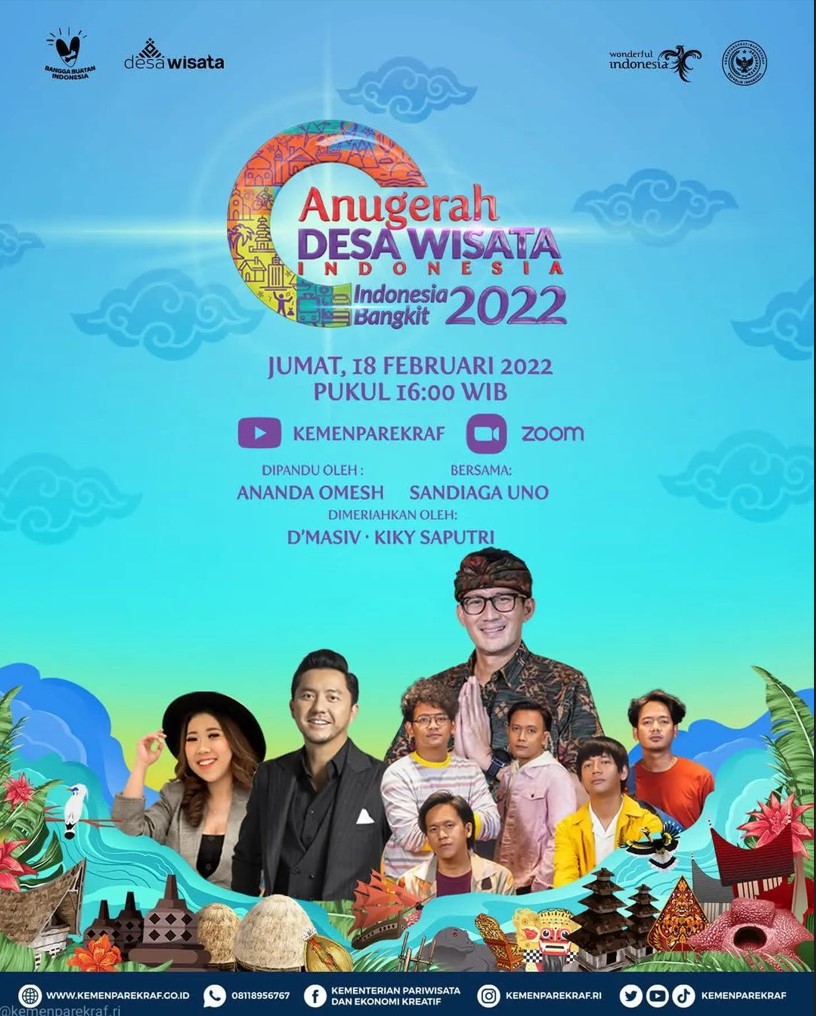 BANGGA BUATAN
INDONESIA
desa wisata
wonderful
indonesia
Anugerah
DESA WISATA
INDONESIA
Indonesia
Bangkit 2022
JUMAT, 18 FEBRUARI 2022
PUKUL 16:00 WIB
KEMENPAREKRAF
zoom
DIPANDU OLEH :
ANANDA OMESH
BERSAMA:
SANDIAGA UNO
DIMERIAHKAN OLEH:
D'MASIV · KIKY SAPUTRI
WWW.KEMENPAREKRAF.GO.ID
08118956767
KEMENTERIAN PARIWISATA
DAN EKONOMI KREATIF
KEMENPAREKRAF.RI
KEMENPAREKRAF
@kemenparekraf.ri